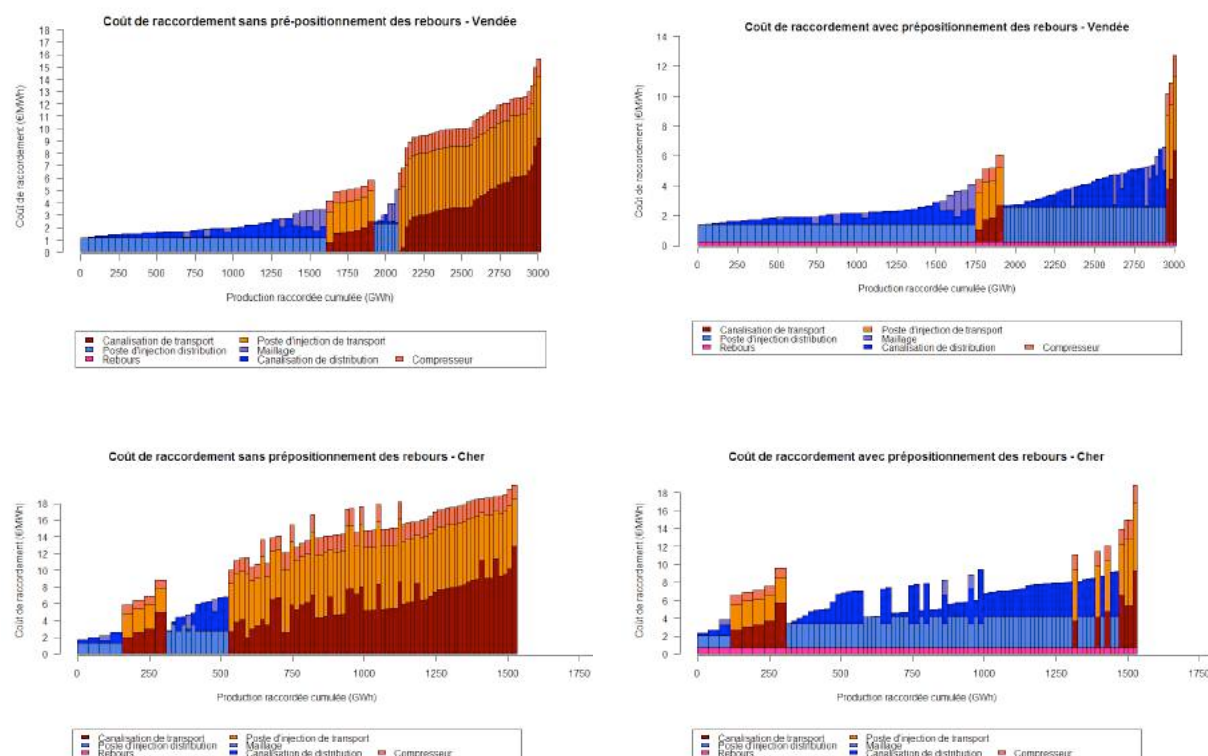 Coût de raccordement sans pré-positionnement des rebours - Vendée
Coût de raccordement (€/MWh)
18
17
16
15
14
13
12
11
10
9
8
7
6
5
4
3
2
1
0
0 250 500 750 1000 1250 1500 1750 2000 2250 2500 2750 3000
Production raccordée cumulée (GWh)
Canalisation de transport Poste d'injection de transport
Poste d'injection distribution Maillage
Rebours Canalisation de distribution Compresseur
Coût de raccordement avec prépositionnement des rebours - Vendée
Coût de raccordement (€/MWh)
14
12
10
8
6
4
2
0
0 250 500 750 1000 1250 1500 1750 2000 2250 2500 2750 3000
Production raccordée cumulée (GWh)
Canalisation de transport Poste d'injection de transport
Poste d'injection distribution Maillage
Rebours Canalisation de distribution Compresseur
Coût de raccordement sans prépositionnement des rebours - Cher
Coût de raccordement (€/MWh)
18
16
14
12
10
8
6
4
2
0
0 250 500 750 1000 1250 1500 1750
Production raccordée cumulée (GWh)
Canalisation de transport Poste d'injection de transport
Poste d'injection distribution Maillage
Rebours Canalisation de distribution Compresseur
Coût de raccordement avec prépositionnement des rebours - Cher
Coût de raccordement (€/MWh)
18
16
14
12
10
8
6
4
2
0
0 250 500 750 1000 1250 1500 1750
Production raccordée cumulée (GWh)
Canalisation de transport Poste d'injection de transport
Poste d'injection distribution Maillage
Rebours Canalisation de distribution Compresseur